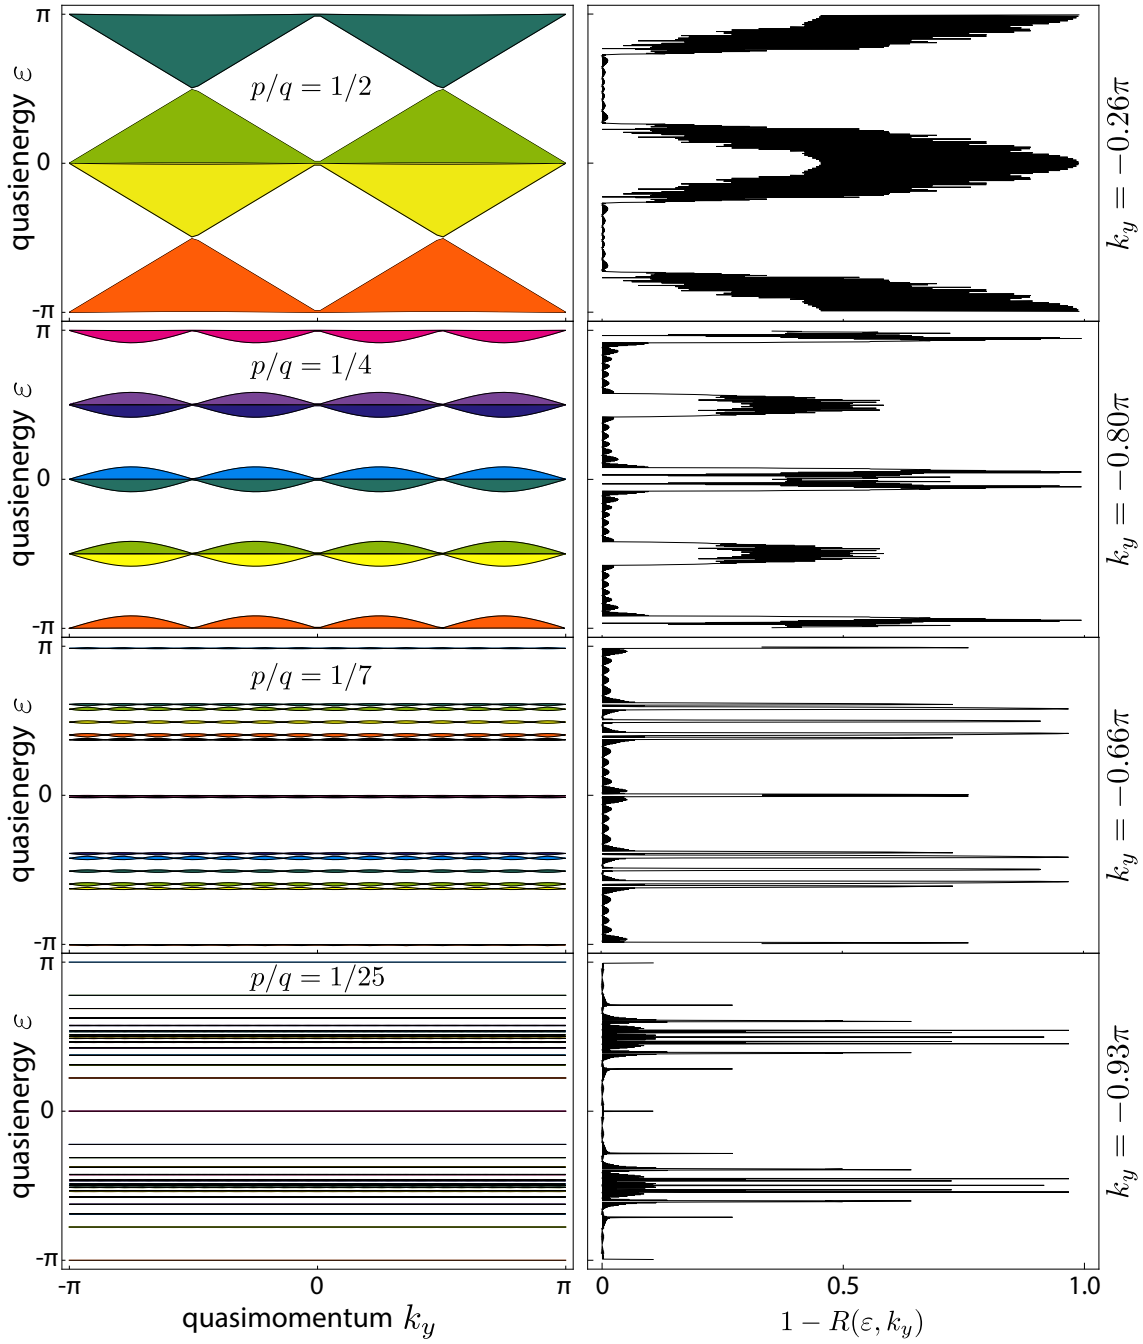 π
quasienergy ε
p/q = 1/2
0
-π
k_y = −0.26π
π
quasienergy ε
p/q = 1/4
0
-π
k_y = −0.80π
π
quasienergy ε
p/q = 1/7
0
-π
k_y = −0.66π
π
quasienergy ε
p/q = 1/25
0
-π
k_y = −0.93π
-π 0 π 0 0.5 1.0
quasimomentum k_y 1 − R(ε, k_y)